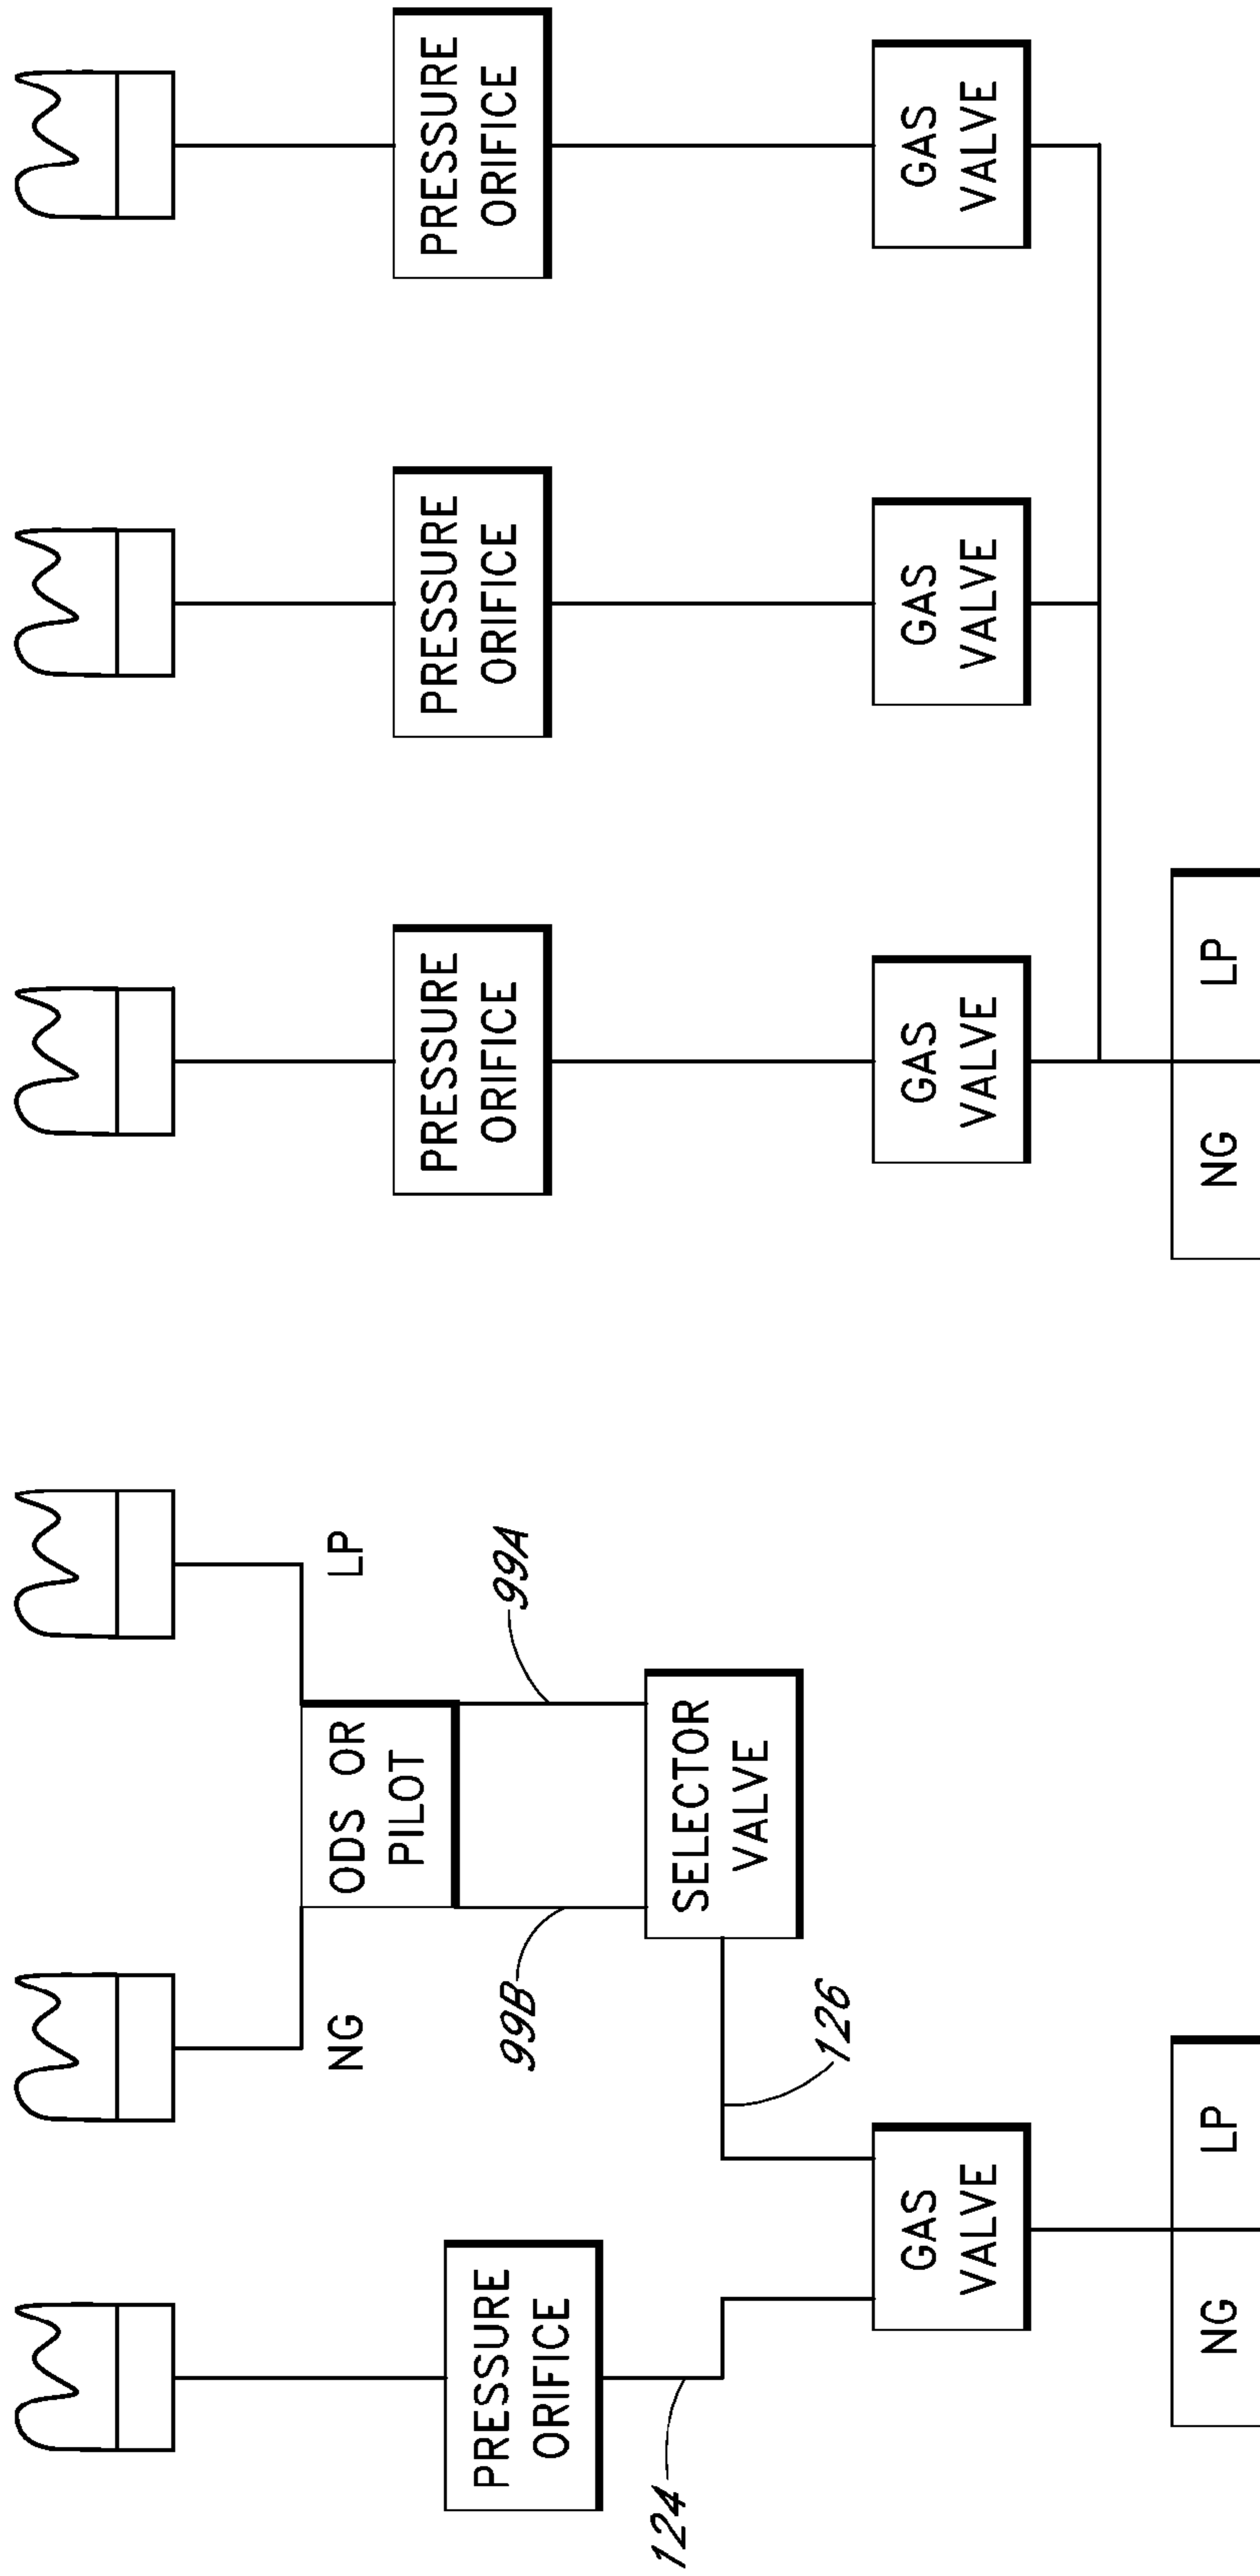 NG
ODS OR
PILOT
LP
PRESSURE
ORIFICE
99B
99A
124
SELECTOR
VALVE
126
GAS
VALVE
NG
LP
PRESSURE
ORIFICE
PRESSURE
ORIFICE
PRESSURE
ORIFICE
GAS
VALVE
GAS
VALVE
GAS
VALVE
NG
LP